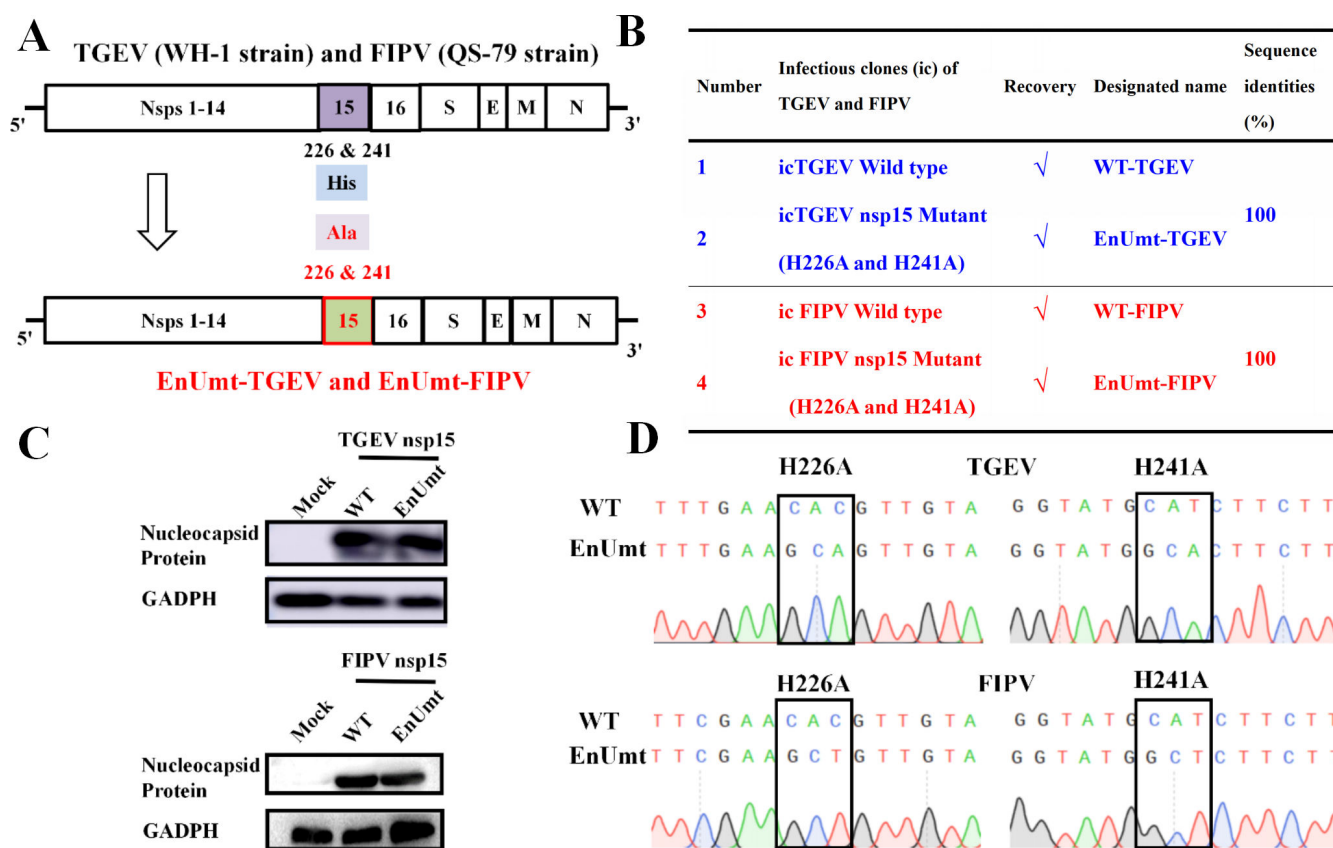 A
TGEV (WH-1 strain) and FIPV (QS-79 strain)
5' Nsps 1-14 15 16 S E M N 3'
226 & 241
His
Ala
226 & 241
5' Nsps 1-14 15 16 S E M N 3'
EnUmt-TGEV and EnUmt-FIPV
B
Number Infectious clones (ic) of TGEV and FIPV Recovery Designated name Sequence identities (%)
1 icTGEV Wild type √ WT-TGEV
2 icTGEV nsp15 Mutant (H226A and H241A) √ EnUmt-TGEV 100
3 ic FIPV Wild type √ WT-FIPV
4 ic FIPV nsp15 Mutant (H226A and H241A) √ EnUmt-FIPV 100
C
TGEV nsp15
Mock WT EnUmt
Nucleocapsid
Protein
GADPH
FIPV nsp15
Mock WT EnUmt
Nucleocapsid
Protein
GADPH
D
H226A TGEV H241A
WT T T T G A A C A C G T T G T A G G T A T G C A T C T T C T T
EnUmt T T T G A A G C A G T T G T A G G T A T G G C A C T T C T T
H226A FIPV H241A
WT T T C G A A C A C G T T G T A G G T A T G C A T C T T C T T
EnUmt T T C G A A G C T G T T G T A G G T A T G G C T C T T C T T